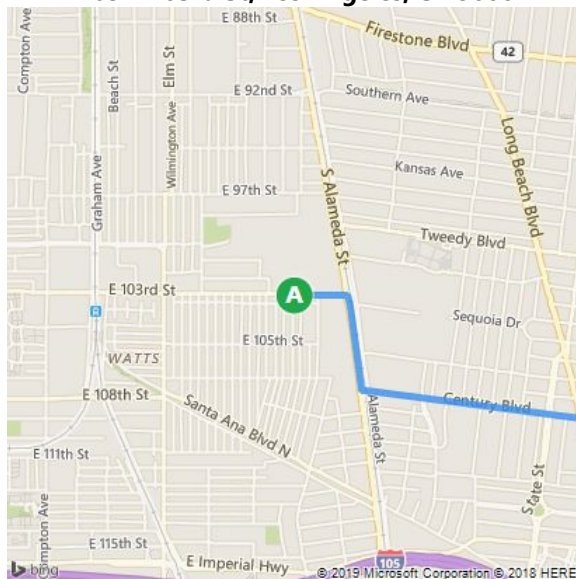 E 88th St
Firestone Blvd
42
Compton Ave
Beach St
Elm St
E 92nd St
Southern Ave
Wilmington Ave
Long Beach Blvd
Kansas Ave
Graham Ave
E 97th St
S Alameda St
Tweedy Blvd
E 103rd St
A
Sequoia Dr
E 105th St
WATTS
Century Blvd
E 108th St
Santa Ana Blvd N
Alameda St
E 111th St
State St
Compton Ave
E 115th St
E Imperial Hwy
105
bing
© 2019 Microsoft Corporation © 2018 HERE